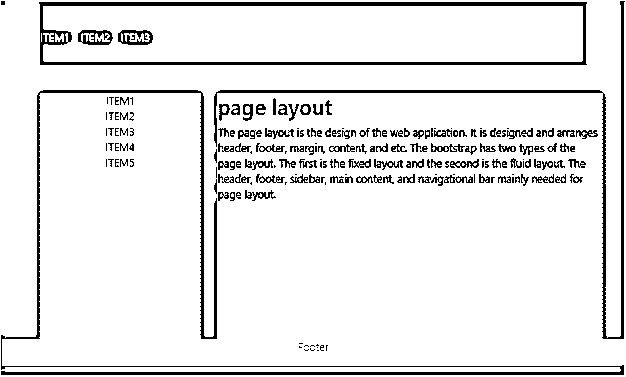 ITEM1 ITEM2 ITEM3
ITEM1
ITEM2
ITEM3
ITEM4
ITEM5
page layout
The page layout is the design of the web application. It is designed and arranges
header, footer, margin, content, and etc. The bootstrap has two types of the
page layout. The first is the fixed layout and the second is the fluid layout. The
header, footer, sidebar, main content, and navigational bar mainly needed for
page layout.
Footer